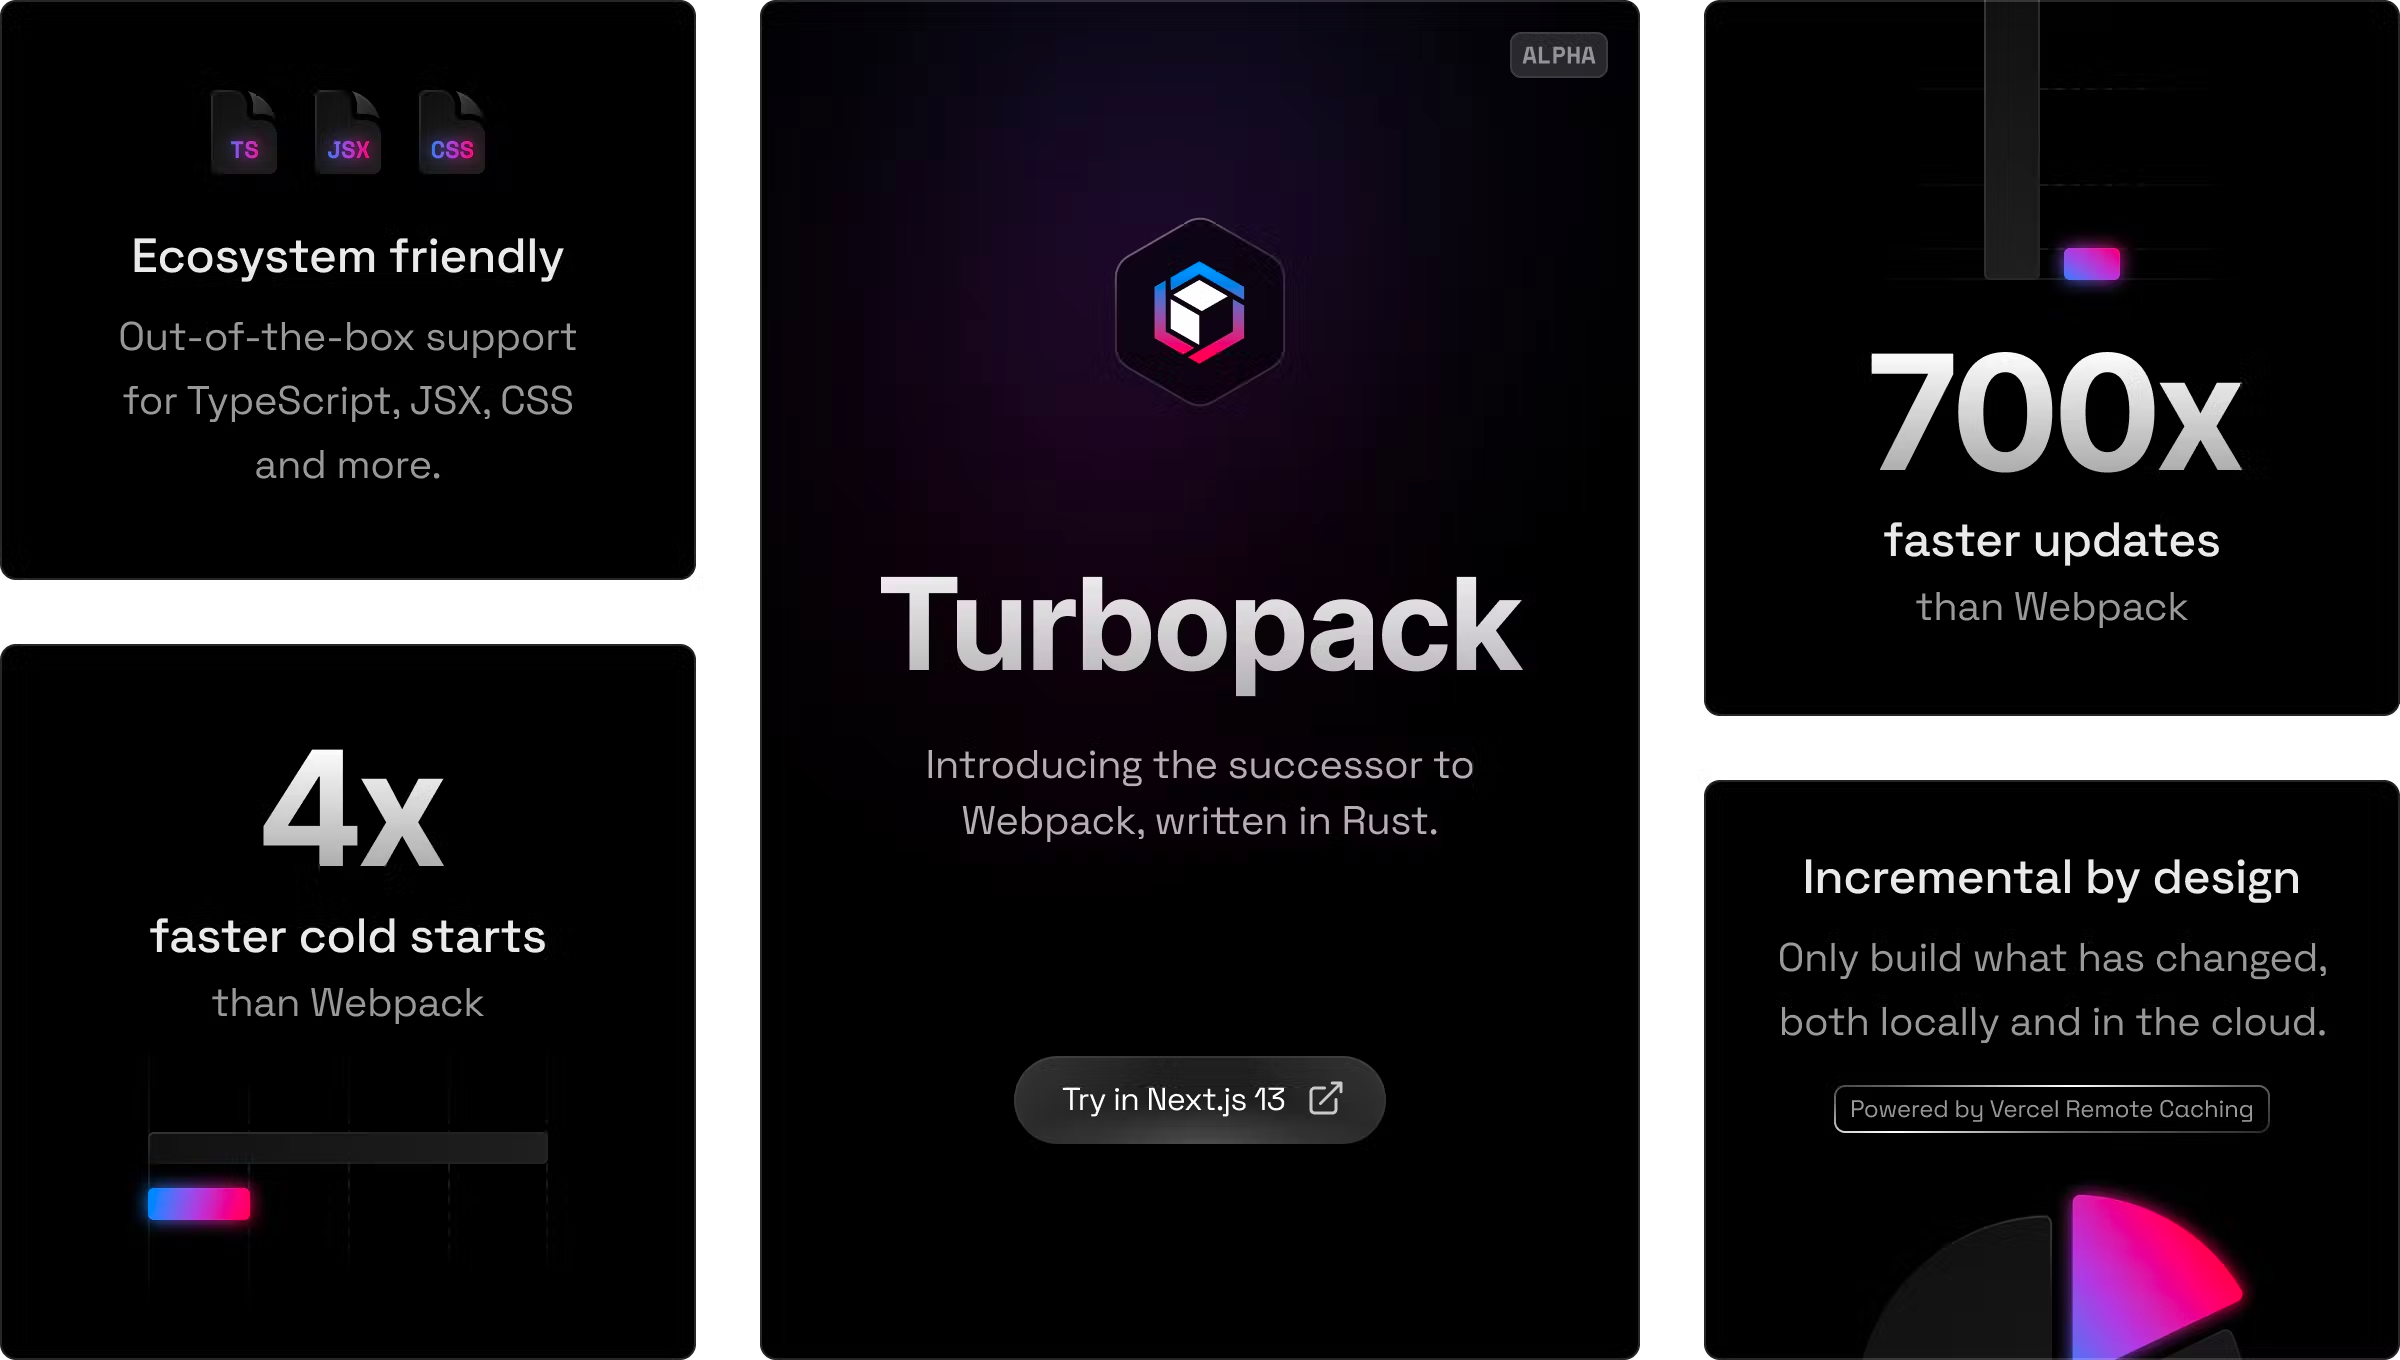 TS
JSX
CSS
Ecosystem friendly
Out-of-the-box support
for TypeScript, JSX, CSS
and more.
4x
faster cold starts
than Webpack
ALPHA
Turbopack
Introducing the successor to
Webpack, written in Rust.
Try in Next.js 13
700x
faster updates
than Webpack
Incremental by design
Only build what has changed,
both locally and in the cloud.
Powered by Vercel Remote Caching